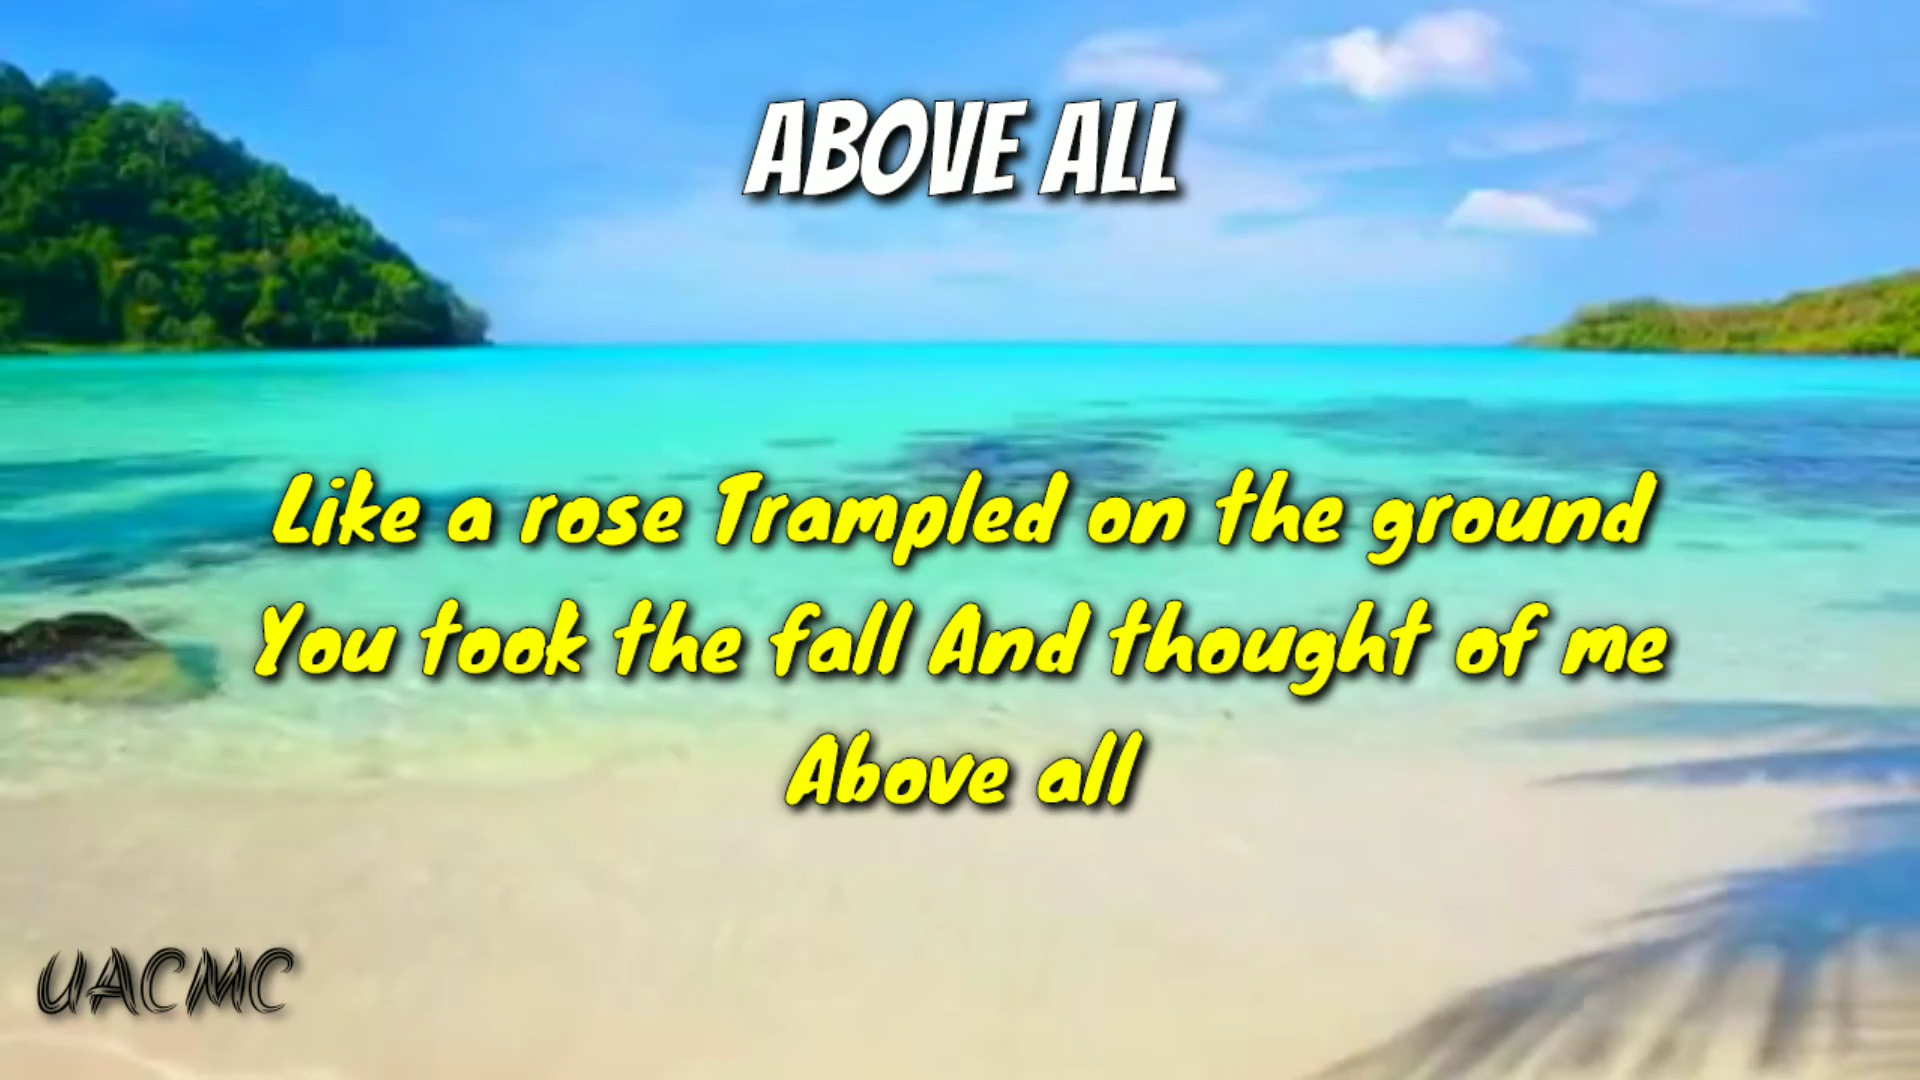 ABOVE ALL
Like a rose Trampled on the ground
You took the fall And thought of me
Above all
UACMC